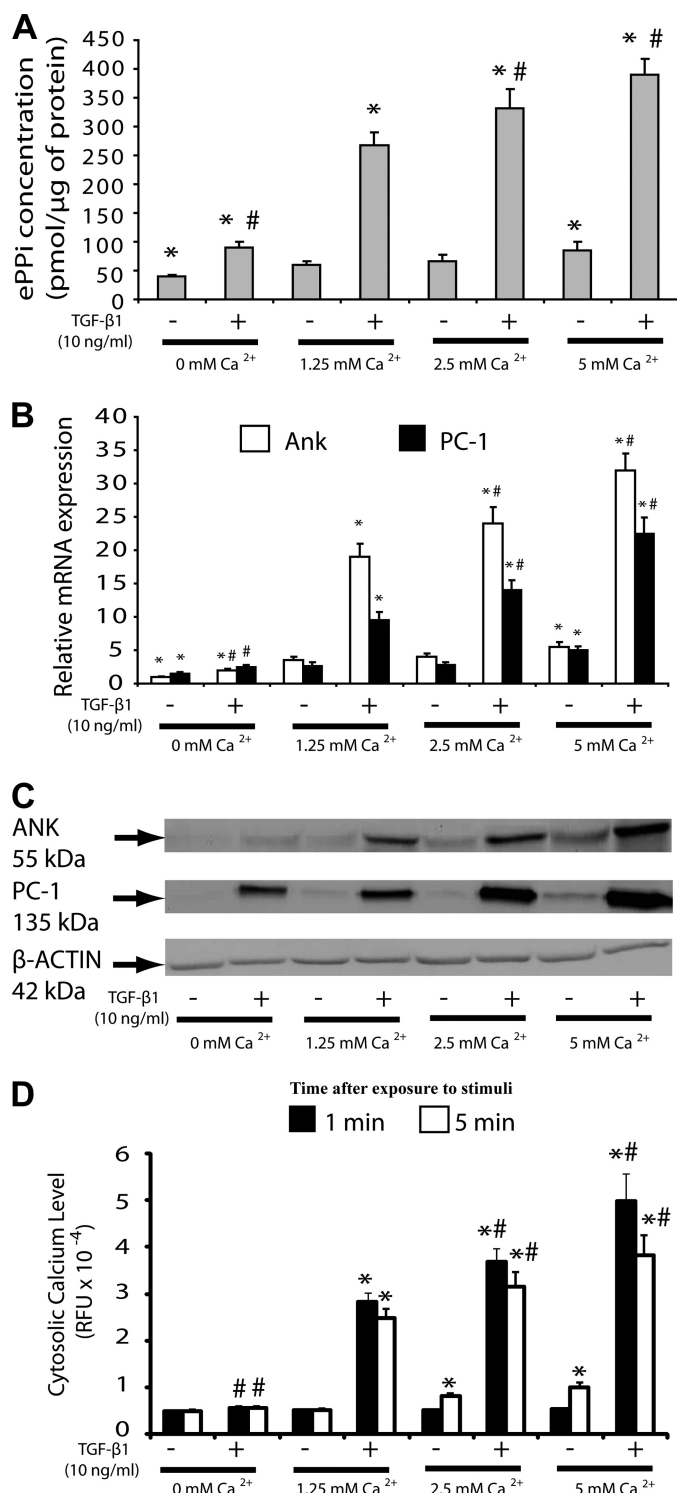 A
ePPi concentration
(pmol/µg of protein)
450
400
350
300
250
200
150
100
50
0
* * # * * # * * #
TGF-β1 - + - + - + - +
(10 ng/ml)
0 mM Ca 2+ 1.25 mM Ca 2+ 2.5 mM Ca 2+ 5 mM Ca 2+
B
Relative mRNA expression
40
35
30
25
20
15
10
5
0
Ank PC-1
* * *# # * * *# *# * * *# *#
TGF-β1 - + - + - + - +
(10 ng/ml)
0 mM Ca 2+ 1.25 mM Ca 2+ 2.5 mM Ca 2+ 5 mM Ca 2+
C
ANK
55 kDa
PC-1
135 kDa
β-ACTIN
42 kDa
TGF-β1 - + - + - + - +
(10 ng/ml)
0 mM Ca 2+ 1.25 mM Ca 2+ 2.5 mM Ca 2+ 5 mM Ca 2+
D
Time after exposure to stimuli
1 min 5 min
Cytosolic Calcium Level
(RFU x 10 -4)
6
5
4
3
2
1
0
# # * * * *# *# * *# *#
TGF-β1 - + - + - + - +
(10 ng/ml)
0 mM Ca 2+ 1.25 mM Ca 2+ 2.5 mM Ca 2+ 5 mM Ca 2+